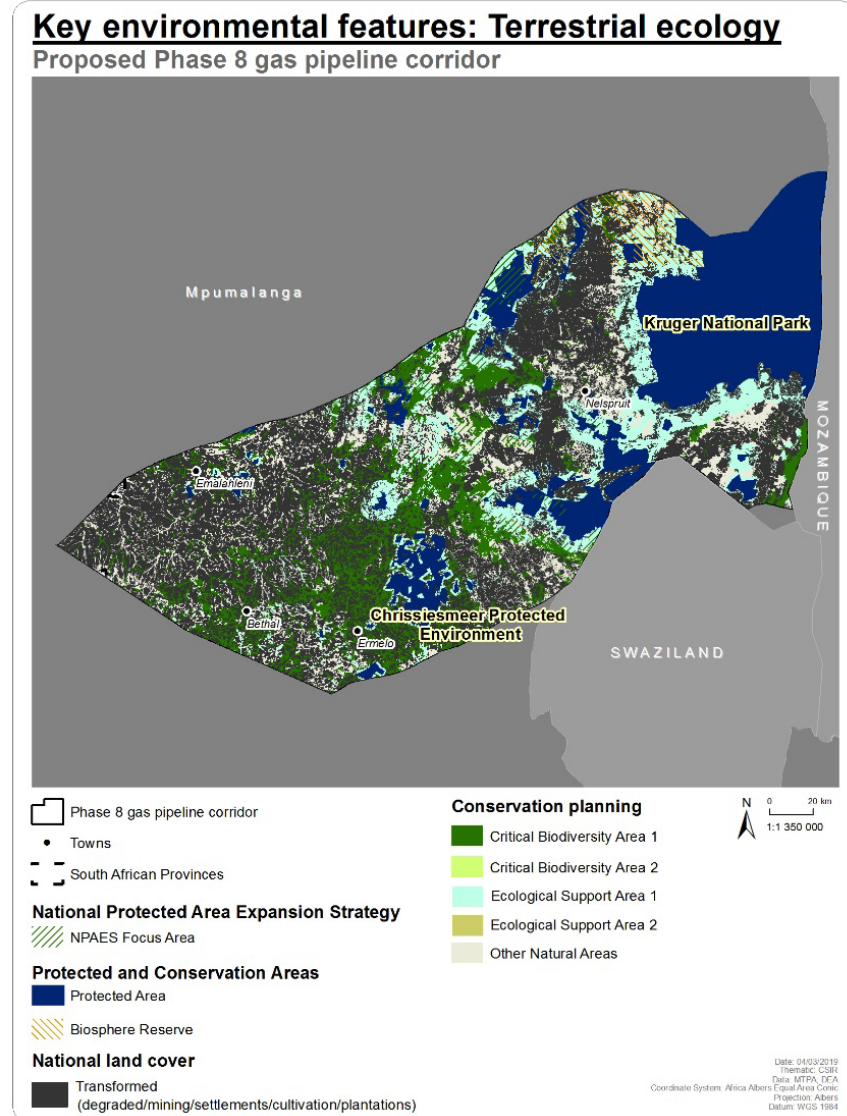 Key environmental features: Terrestrial ecology
Proposed Phase 8 gas pipeline corridor
Mpumalanga
Kruger National Park
Nelspruit
MOZAMBIQUE
Emalahleni
Chrissiesmeer Protected
Environment
Bethal
Ermelo
SWAZILAND
Phase 8 gas pipeline corridor
Towns
South African Provinces
National Protected Area Expansion Strategy
NPAES Focus Area
Protected and Conservation Areas
Protected Area
Biosphere Reserve
National land cover
Transformed
(degraded/mining/settlements/cultivation/plantations)
Conservation planning
Critical Biodiversity Area 1
Critical Biodiversity Area 2
Ecological Support Area 1
Ecological Support Area 2
Other Natural Areas
N
0 20 km
1:1 350 000
Date: 04/03/2019
Thematic: CSIR
Data: MTPA, DEA
Coordinate System: Africa Albers Equal Area Conic
Projection: Albers
Datum: WGS 1984